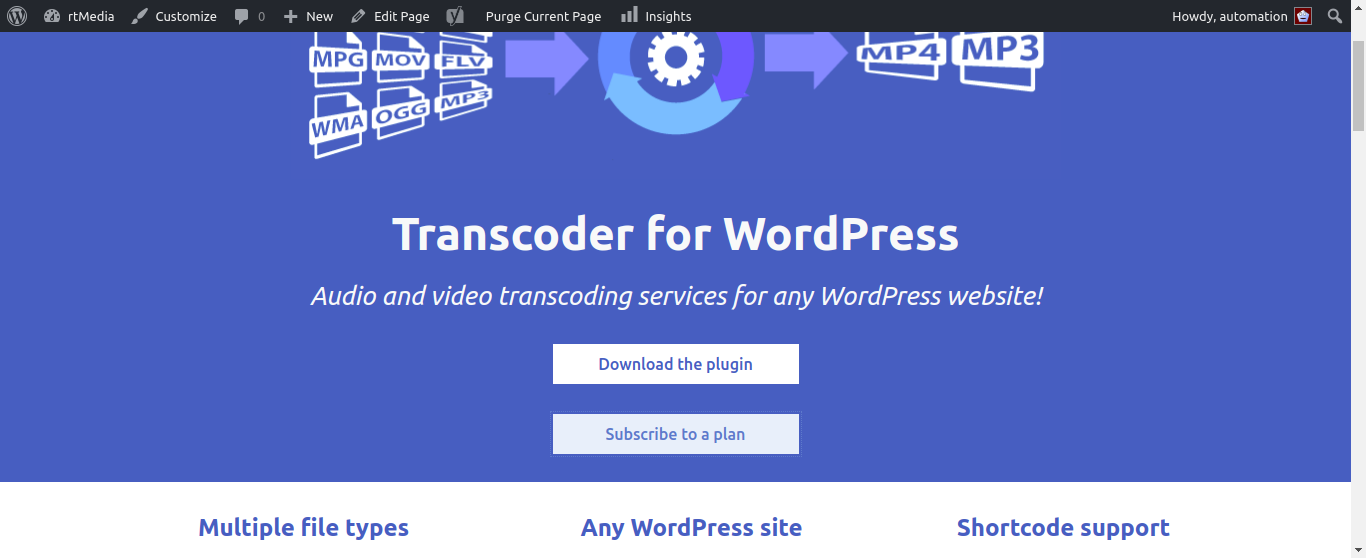 rtMedia Customize 0 New Edit Page Purge Current Page Insights Howdy, automation
MPG MOV FLV MP4 MP3
WMA OGG MP3
Transcoder for WordPress
Audio and video transcoding services for any WordPress website!
Download the plugin
Subscribe to a plan
Multiple file types Any WordPress site Shortcode support